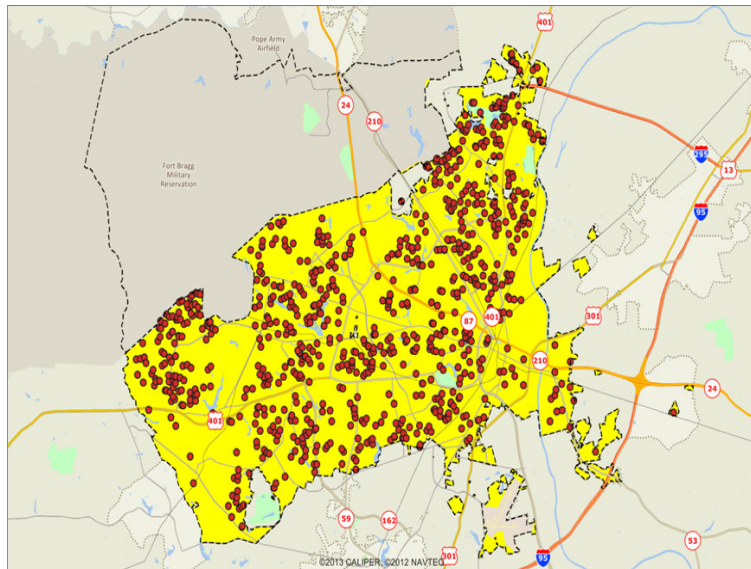 401
Pope Army
Airfield
24
210
295
13
Fort Bragg
Military
Reservation
95
87
401
301
210
24
401
59
162
53
301
95
©2013 CALIPER; ©2012 NAVTEQ